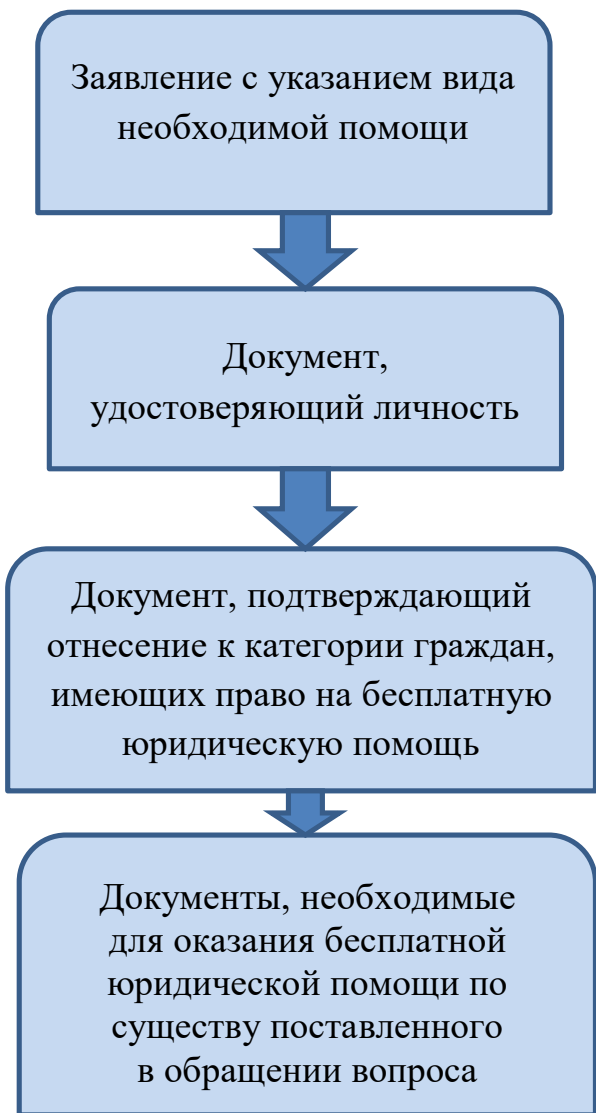 Заявление с указанием вида
необходимой помощи
Документ,
удостоверяющий личность
Документ, подтверждающий
отнесение к категории граждан,
имеющих право на бесплатную
юридическую помощь
Документы, необходимые
для оказания бесплатной
юридической помощи по
существу поставленного
в обращении вопроса